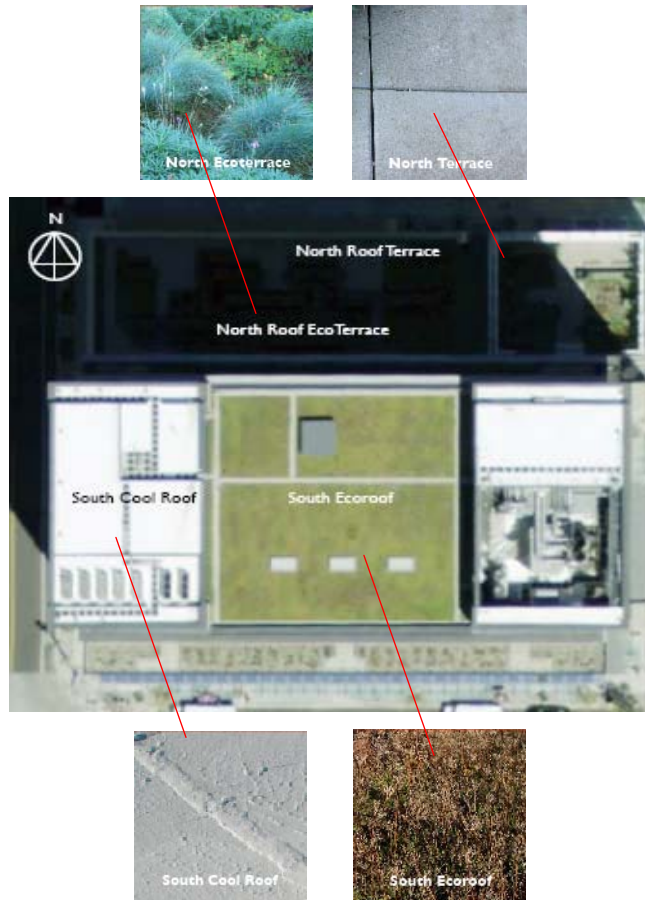 North Ecoterrace
North Terrace
N
North Roof Terrace
North Roof EcoTerrace
South Cool Roof
South Ecoroof
South Cool Roof
South Ecoroof